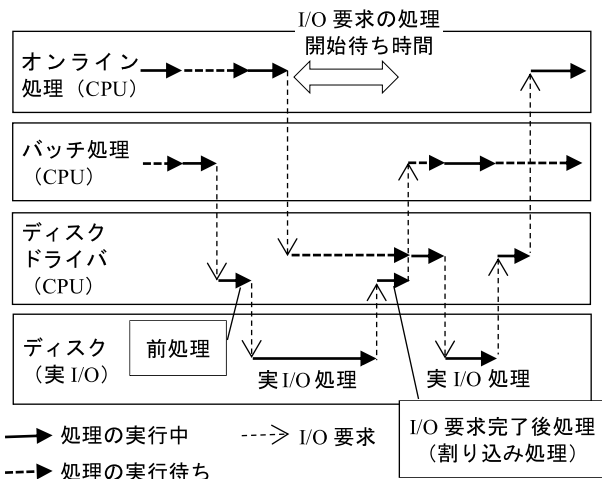 I/O 要求の処理
開始待ち時間
オンライン
処理（CPU）
バッチ処理
（CPU）
ディスク
ドライバ
（CPU）
ディスク
（実 I/O）
前処理
実 I/O 処理
実 I/O 処理
I/O 要求完了後処理
（割り込み処理）
処理の実行中
I/O 要求
処理の実行待ち